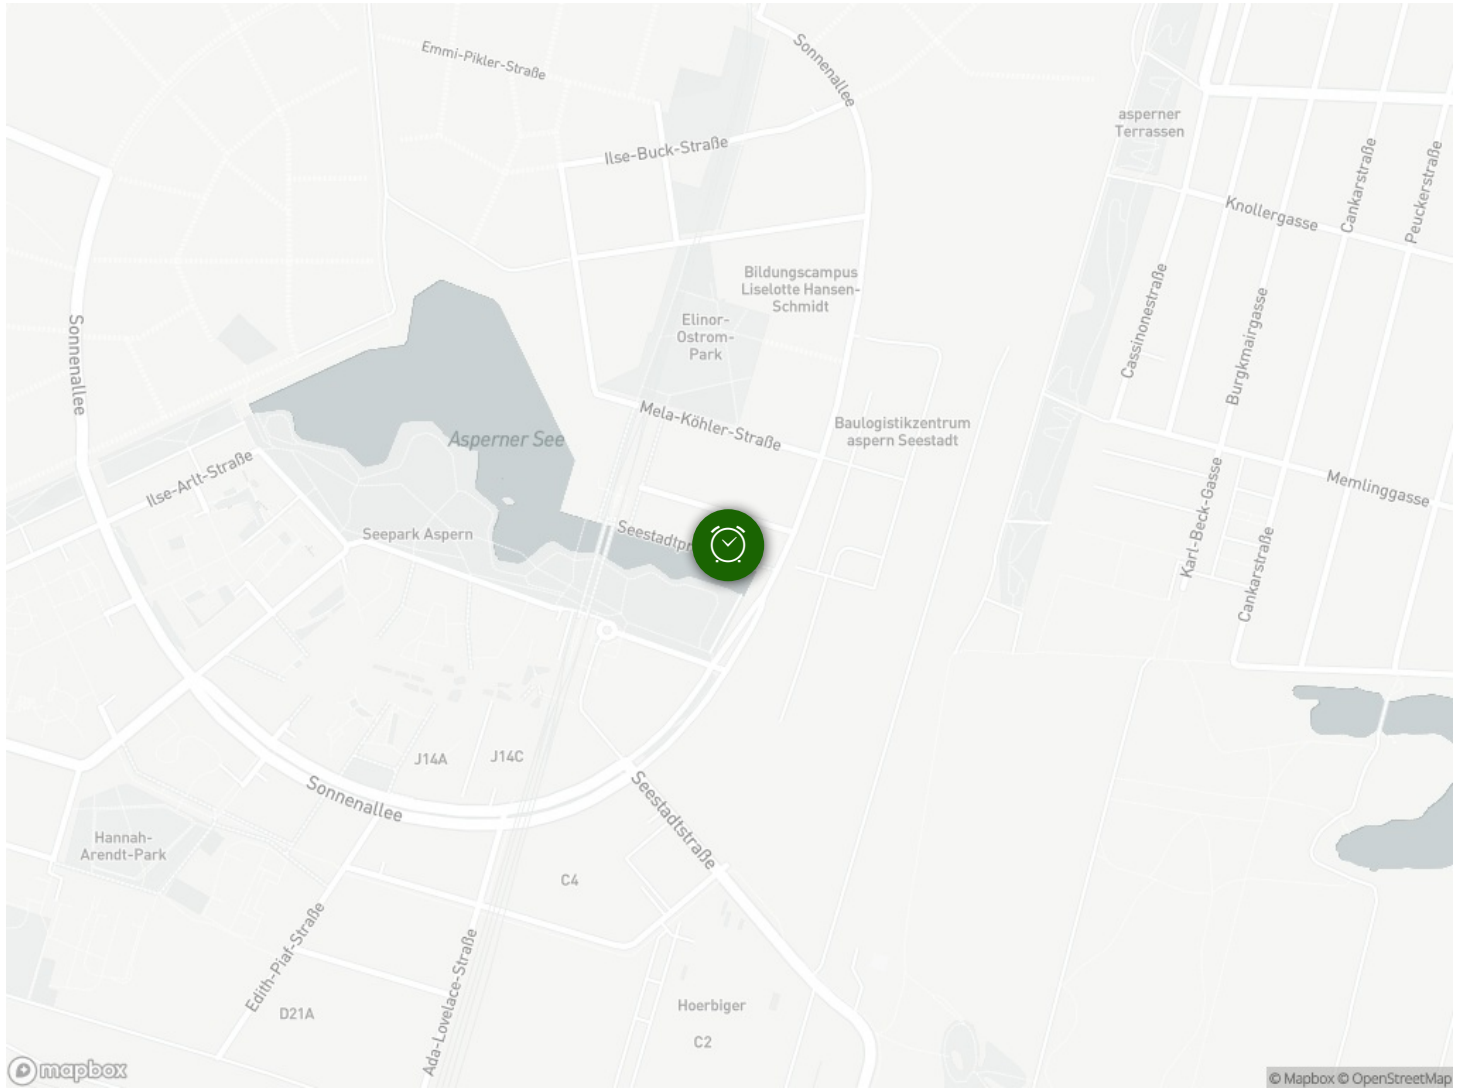 Emmi-Pikler-Straße
Sonnenallee
asperner
Terrassen
Ilse-Buck-Straße
Cankarstraße
Peuckerstraße
Knollergasse
Bildungscampus
Liselotte Hansen-
Schmidt
Cassinonestraße
Burgkmairgasse
Elinor-
Ostrom-
Park
Sonnenallee
Mela-Köhler-Straße
Baulogistikzentrum
aspern Seestadt
Asperner See
Ilse-Arlt-Straße
Memlinggasse
Karl-Beck-Gasse
Seepark Aspern
Seestadtpr
Cankarstraße
J14A
J14C
Sonnenallee
Seestadtstraße
Hannah-
Arendt-Park
C4
Edith-Piaf-Straße
Ada-Lovelace-Straße
D21A
Hoerbiger
C2
mapbox
© Mapbox © OpenStreetMap